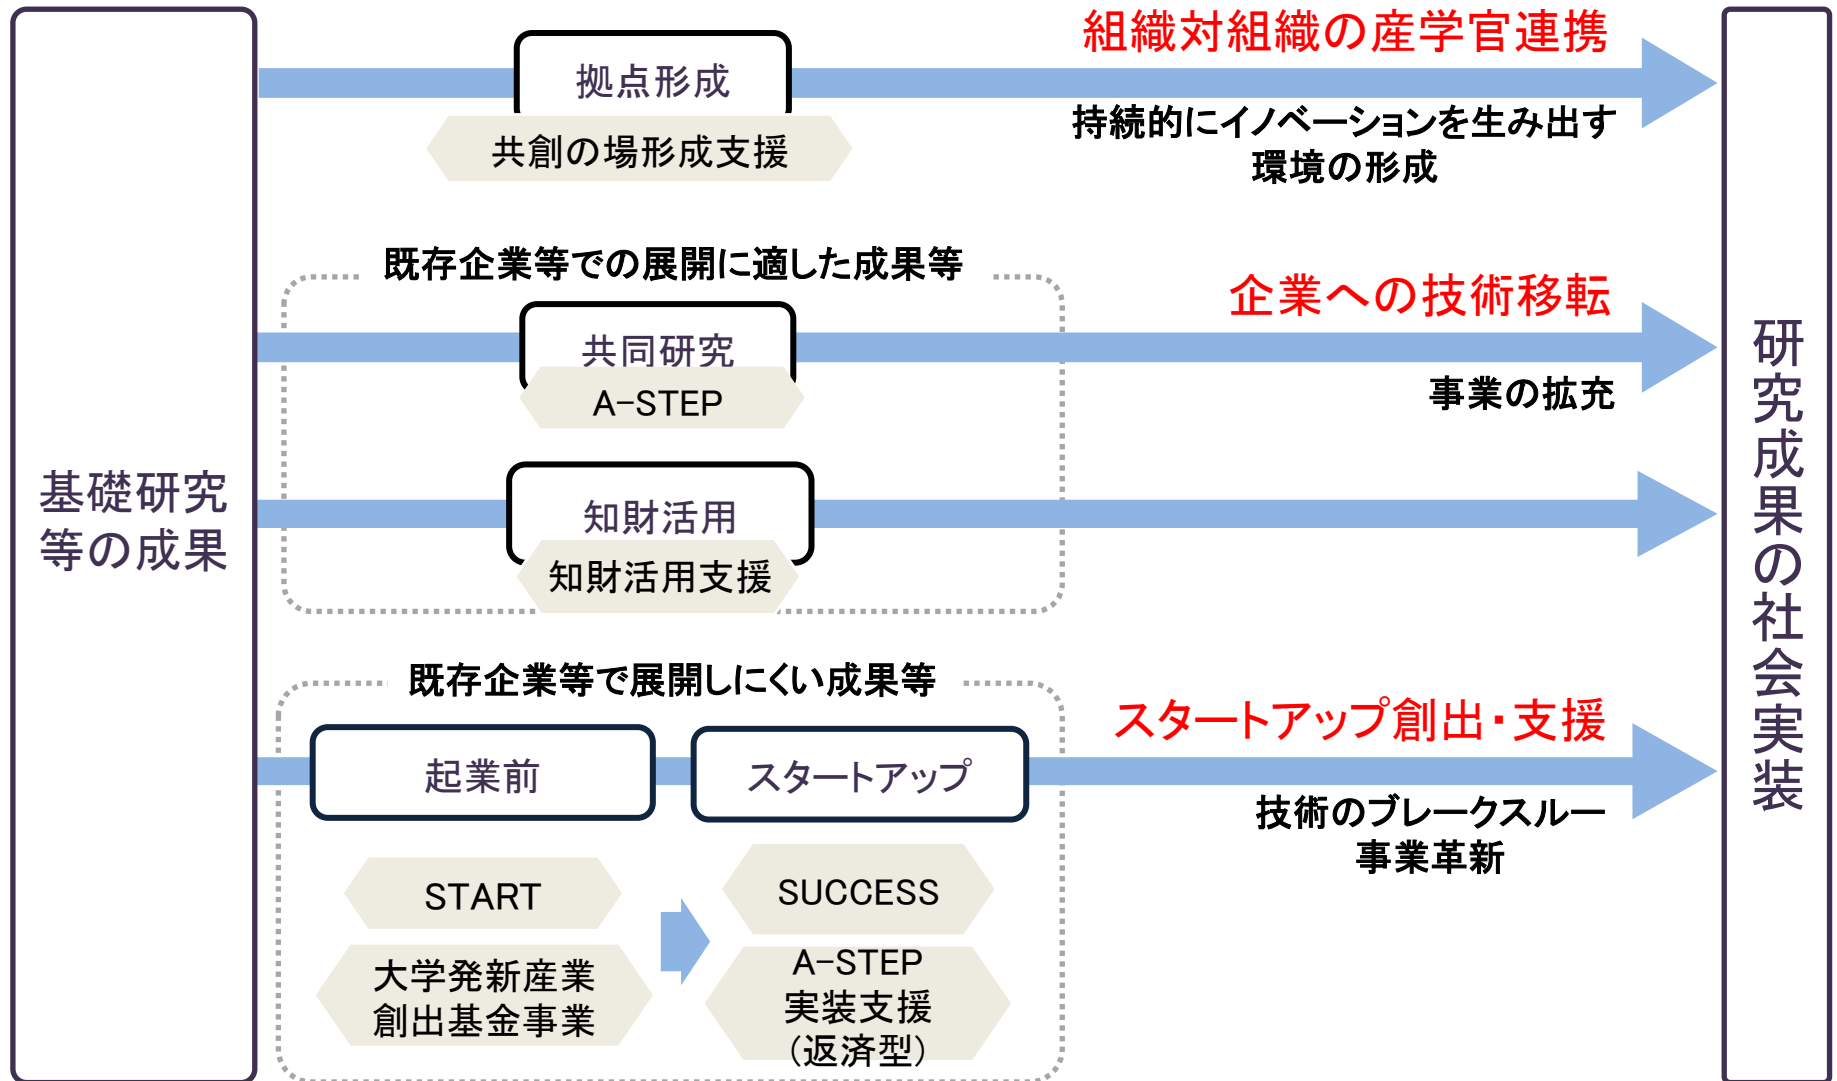 基礎研究
等の成果
拠点形成
共創の場形成支援
組織対組織の産学官連携
持続的にイノベーションを生み出す
環境の形成
既存企業等での展開に適した成果等
共同研究
A-STEP
企業への技術移転
事業の拡充
知財活用
知財活用支援
既存企業等で展開しにくい成果等
起業前
スタートアップ
スタートアップ創出・支援
技術のブレークスルー
事業革新
START
大学発新産業
創出基金事業
SUCCESS
A-STEP
実装支援
(返済型)
研究成果の社会実装